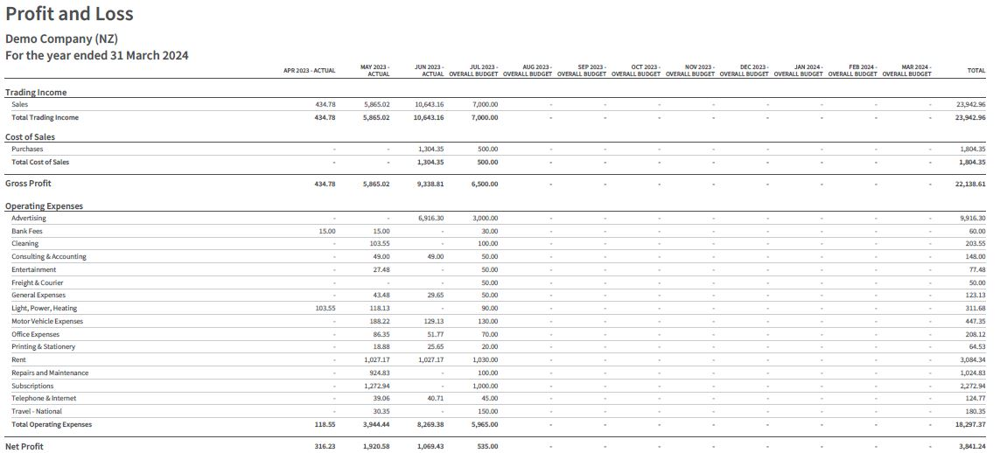 Profit and Loss
Demo Company (NZ)
For the year ended 31 March 2024
APR 2023 - ACTUAL MAY 2023 - ACTUAL JUN 2023 - ACTUAL JUL 2023 - OVERALL BUDGET AUG 2023 - OVERALL BUDGET SEP 2023 - OVERALL BUDGET OCT 2023 - OVERALL BUDGET NOV 2023 - OVERALL BUDGET DEC 2023 - OVERALL BUDGET JAN 2024 - OVERALL BUDGET FEB 2024 - OVERALL BUDGET MAR 2024 - OVERALL BUDGET TOTAL
Trading Income
Sales 434.78 5,865.02 10,643.16 7,000.00 - - - - - - - - 23,942.96
Total Trading Income 434.78 5,865.02 10,643.16 7,000.00 - - - - - - - - 23,942.96
Cost of Sales
Purchases - - 1,304.35 500.00 - - - - - - - - 1,804.35
Total Cost of Sales - - 1,304.35 500.00 - - - - - - - - 1,804.35
Gross Profit 434.78 5,865.02 9,338.81 6,500.00 - - - - - - - - 22,138.61
Operating Expenses
Advertising - - 6,916.30 3,000.00 - - - - - - - - 9,916.30
Bank Fees 15.00 15.00 - 30.00 - - - - - - - - 60.00
Cleaning - 103.55 - 100.00 - - - - - - - - 203.55
Consulting & Accounting - 49.00 49.00 50.00 - - - - - - - - 148.00
Entertainment - 27.48 - 50.00 - - - - - - - - 77.48
Freight & Courier - - - 50.00 - - - - - - - - 50.00
General Expenses - 43.48 29.65 50.00 - - - - - - - - 123.13
Light, Power, Heating 103.55 118.13 - 90.00 - - - - - - - - 311.68
Motor Vehicle Expenses - 188.22 129.13 130.00 - - - - - - - - 447.35
Office Expenses - 86.35 51.77 70.00 - - - - - - - - 208.12
Printing & Stationery - 18.88 25.65 20.00 - - - - - - - - 64.53
Rent - 1,027.17 1,027.17 1,030.00 - - - - - - - - 3,084.34
Repairs and Maintenance - 924.83 - 100.00 - - - - - - - - 1,024.83
Subscriptions - 1,272.94 - 1,000.00 - - - - - - - - 2,272.94
Telephone & Internet - 39.06 40.71 45.00 - - - - - - - - 124.77
Travel - National - 30.35 - 150.00 - - - - - - - - 180.35
Total Operating Expenses 118.55 3,944.44 8,269.38 5,965.00 - - - - - - - - 18,297.37
Net Profit 316.23 1,920.58 1,069.43 535.00 - - - - - - - - 3,841.24